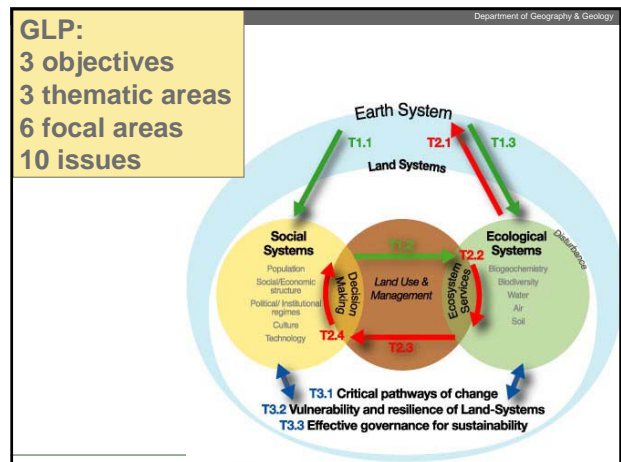 Department of Geography & Geology
GLP:
3 objectives
3 thematic areas
6 focal areas
10 issues
Earth System
T1.1
T2.1
T1.3
Land Systems
Social
Systems
Population
Social/Economic
structure
Political/ Institutional
regimes
Culture
Technology
Decision
Making
T1.2
Land Use &
Management
T2.3
T2.4
T2.2
Ecosystem
Services
Ecological
Systems
Biogeochemistry
Biodiversity
Water
Air
Soil
Disturbance
T3.1 Critical pathways of change
T3.2 Vulnerability and resilience of Land-Systems
T3.3 Effective governance for sustainability